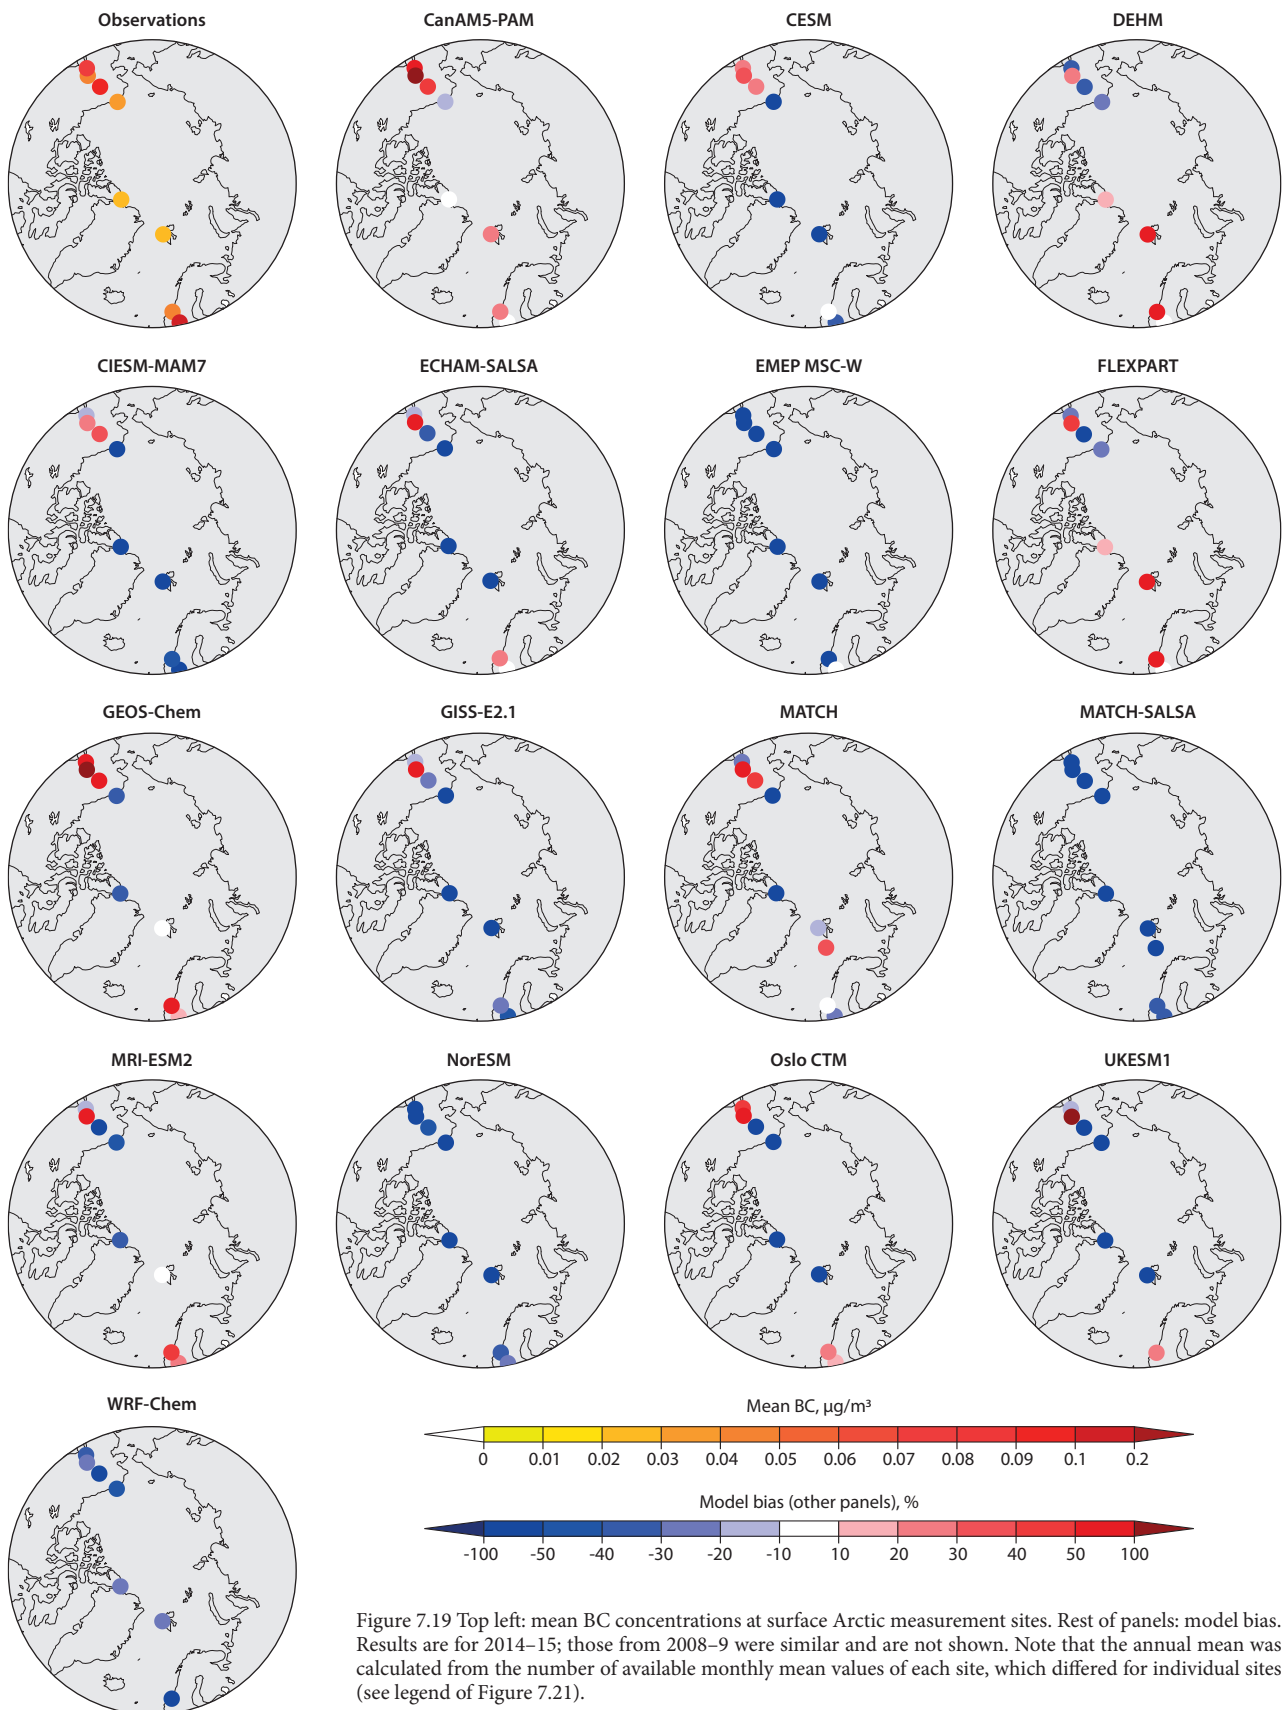 Observations
CanAM5-PAM
CESM
DEHM
CIESM-MAM7
ECHAM-SALSA
EMEP MSC-W
FLEXPART
GEOS-Chem
GISS-E2.1
MATCH
MATCH-SALSA
MRI-ESM2
NorESM
Oslo CTM
UKESM1
WRF-Chem
Mean BC, µg/m³
0 0.01 0.02 0.03 0.04 0.05 0.06 0.07 0.08 0.09 0.1 0.2
Model bias (other panels), %
-100 -50 -40 -30 -20 -10 10 20 30 40 50 100
Figure 7.19 Top left: mean BC concentrations at surface Arctic measurement sites. Rest of panels: model bias.
Results are for 2014–15; those from 2008–9 were similar and are not shown. Note that the annual mean was
calculated from the number of available monthly mean values of each site, which differed for individual sites
(see legend of Figure 7.21).